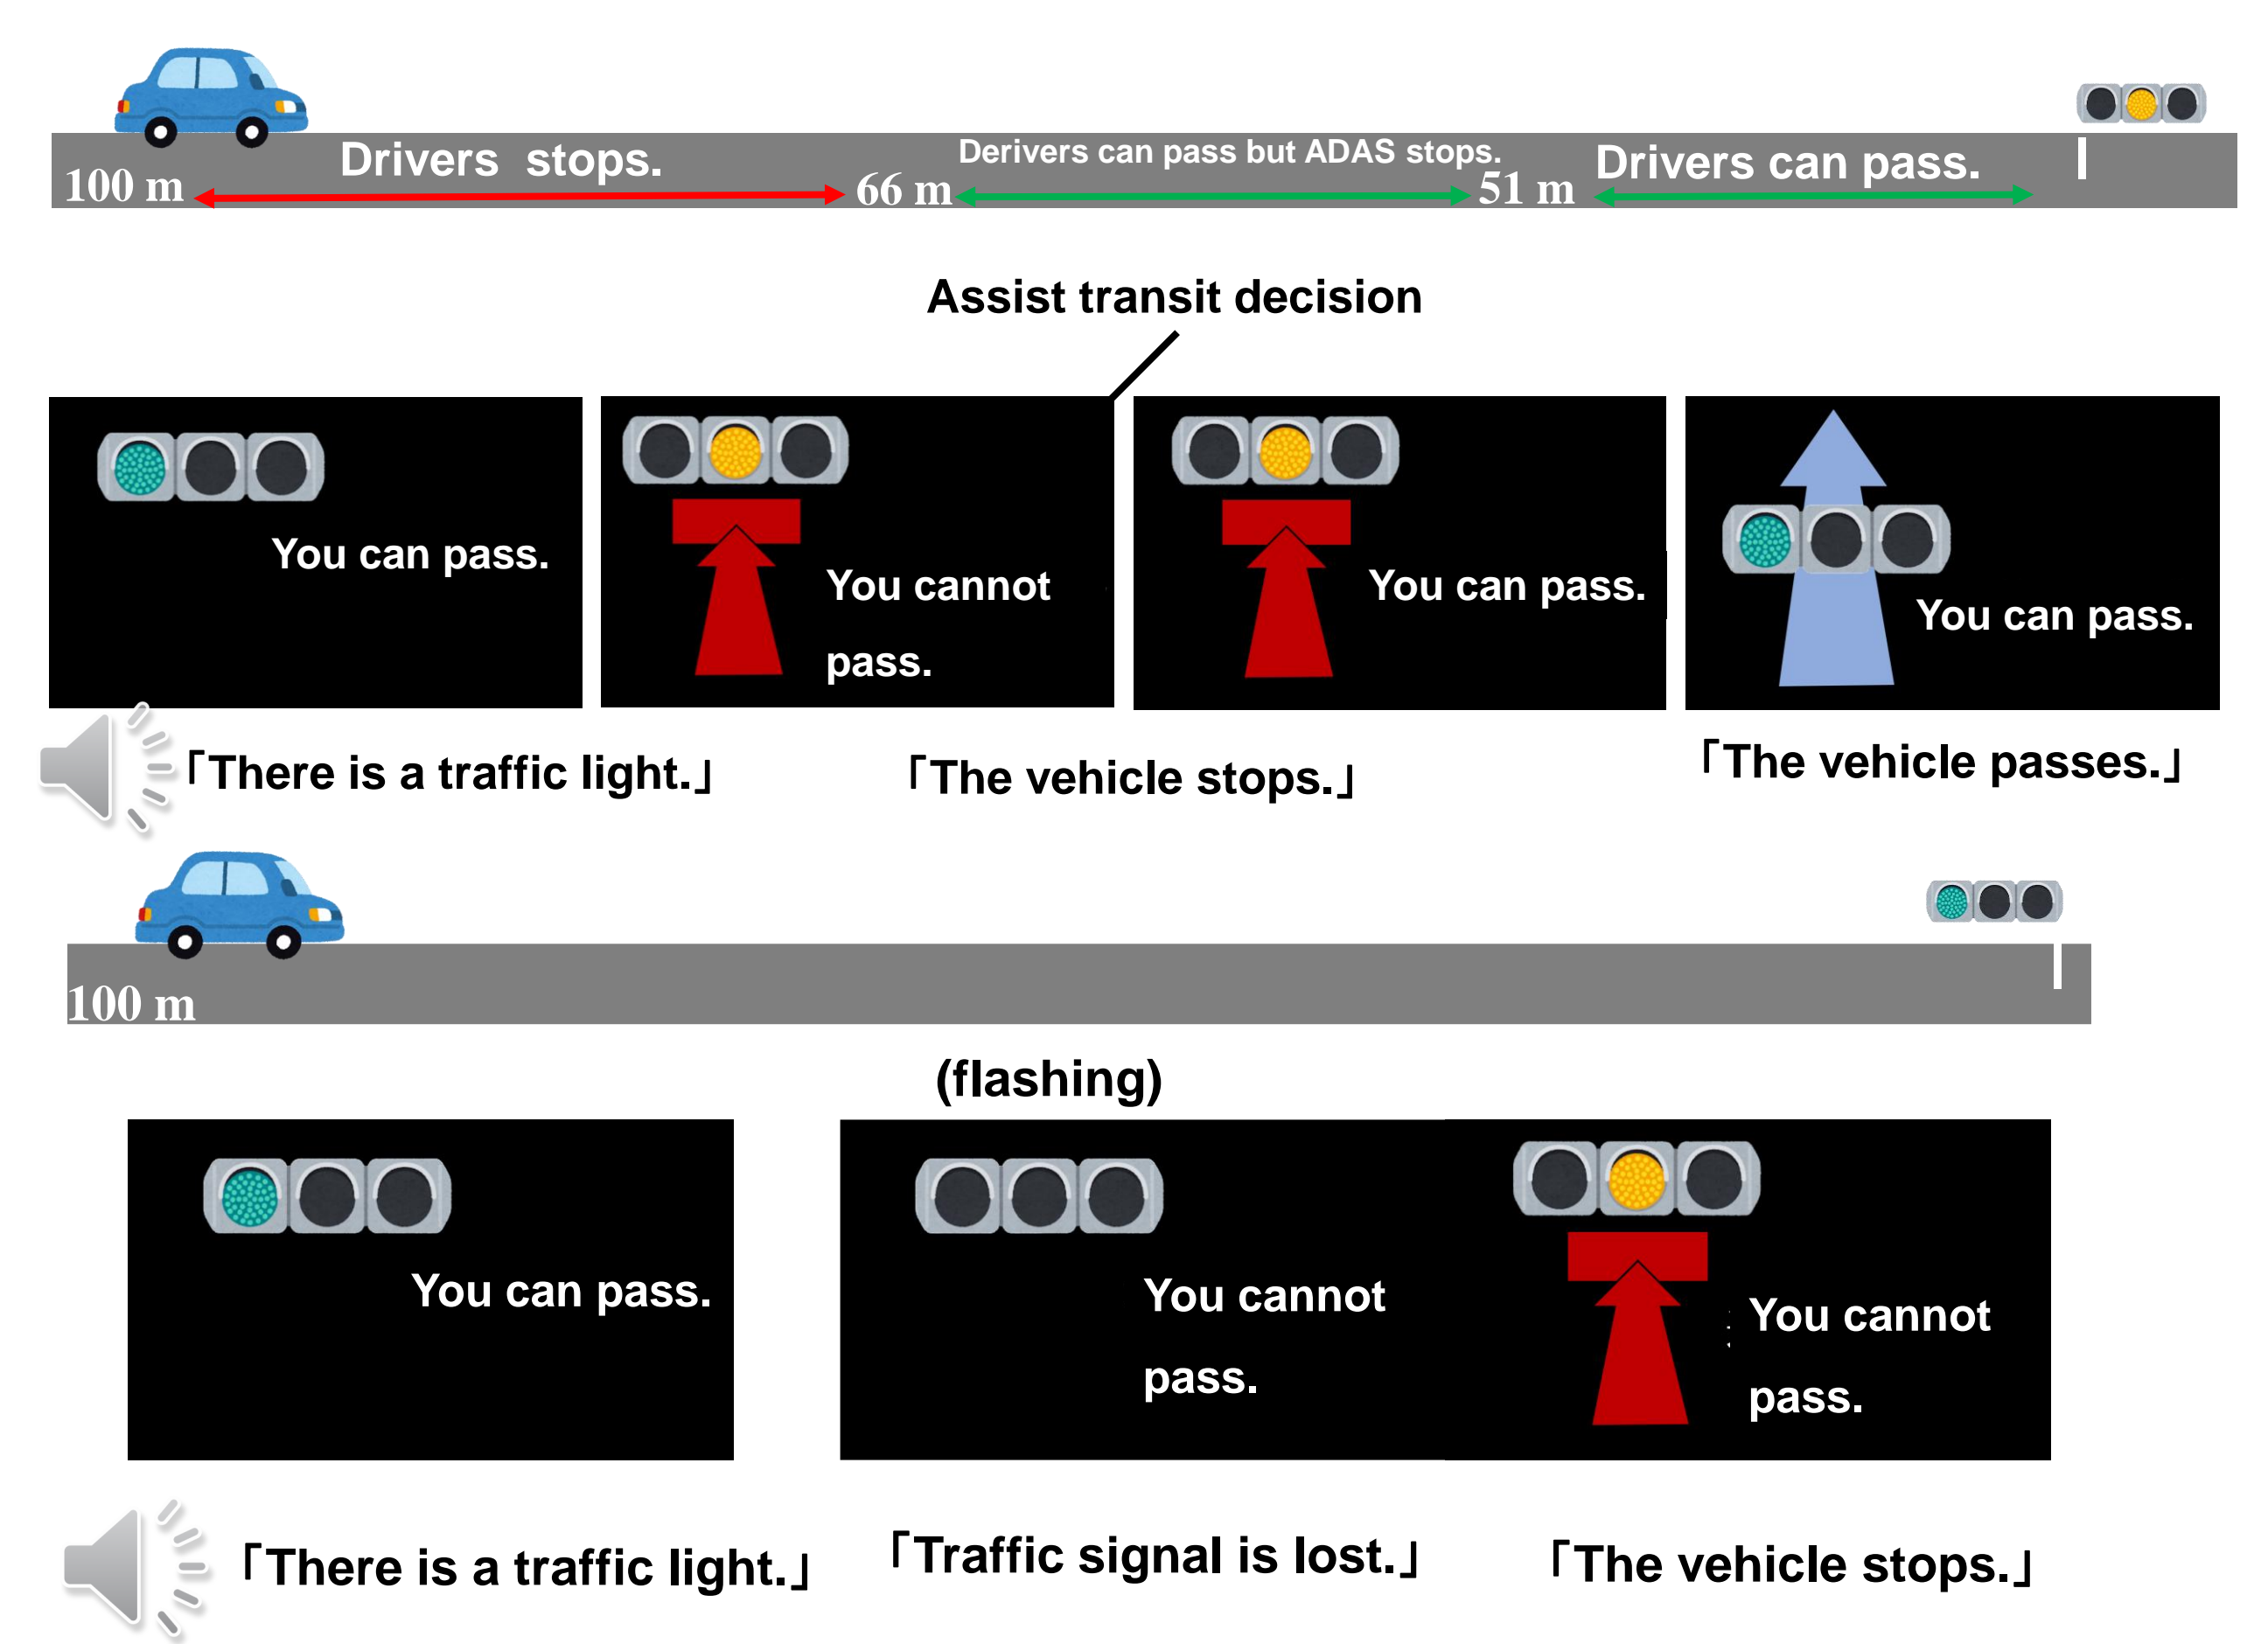 Drivers stops.
Derivers can pass but ADAS stops.
Drivers can pass.
100 m
66 m
51 m
Assist transit decision
You can pass.
You cannot
pass.
You can pass.
You can pass.
「There is a traffic light.」
「The vehicle stops.」
「The vehicle passes.」
100 m
(flashing)
You can pass.
You cannot
pass.
You cannot
pass.
「There is a traffic light.」
「Traffic signal is lost.」
「The vehicle stops.」